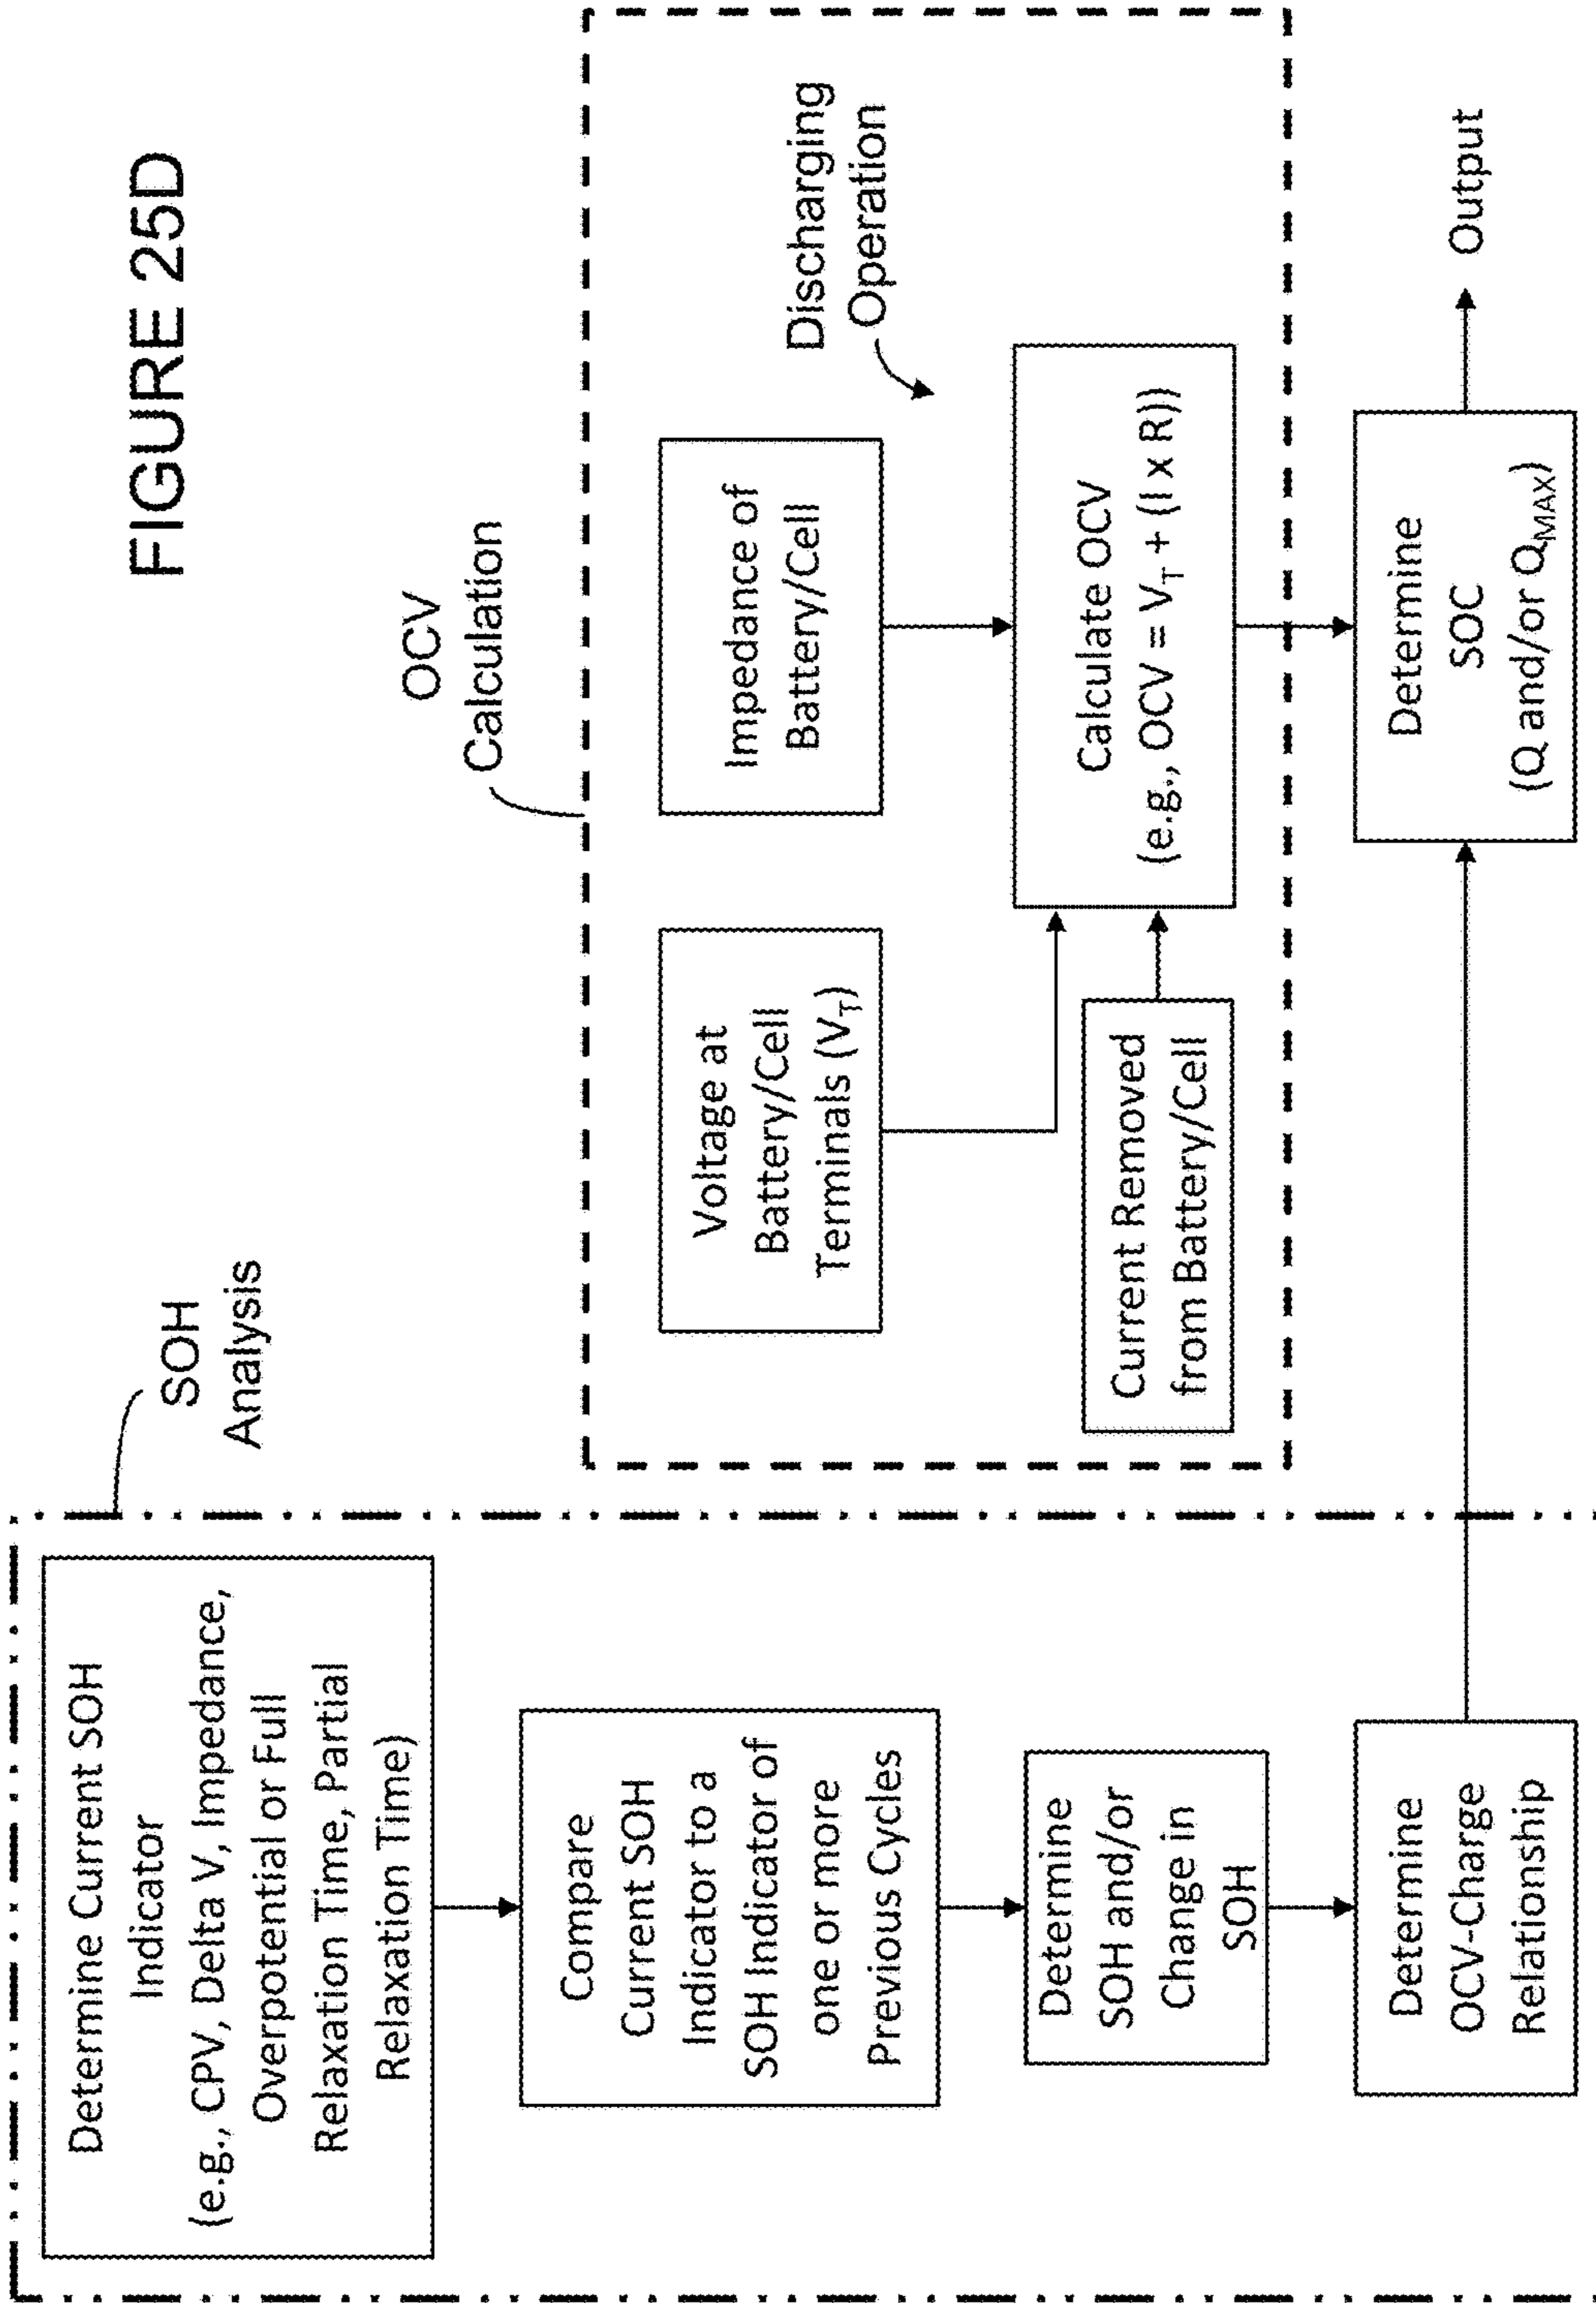 FIGURE 25D
SOH
Analysis
Determine Current SOH
Indicator
(e.g., CPV, Delta V, Impedance,
Overpotential or Full
Relaxation Time, Partial
Relaxation Time)
Compare
Current SOH
Indicator to a
SOH Indicator of
one or more
Previous Cycles
Determine
SOH and/or
Change in
SOH
Determine
OCV-Charge
Relationship
OCV
Calculation
Voltage at
Battery/Cell
Terminals (V_T)
Impedance of
Battery/Cell
Discharging
Operation
Current Removed
from Battery/Cell
Calculate OCV
(e.g., OCV = V_T + (I x R))
Determine
SOC
(Q and/or Q_MAX)
Output